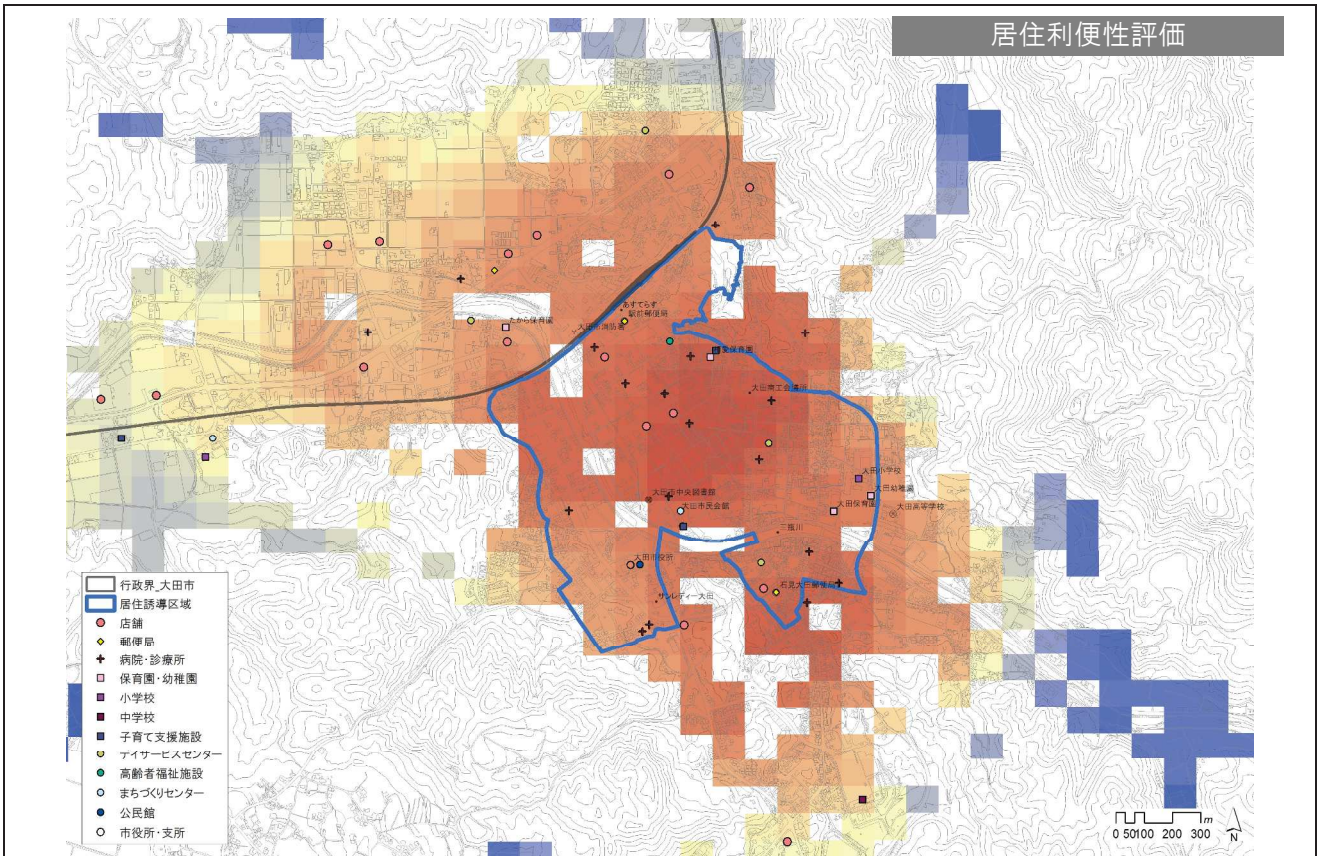 居住利便性評価
あすてらす
駅前郵便局
たから保育園
大田市消防署
大田商工会議所
大田小学校
大田幼稚園
大田保育園
大田高等学校
大田市中央図書館
大田市民会館
三瓶川
大田市役所
石見大田郵便局
サンレディー大田
行政界_大田市
居住誘導区域
店舗
郵便局
病院・診療所
保育園・幼稚園
小学校
中学校
子育て支援施設
デイサービスセンター
高齢者福祉施設
まちづくりセンター
公民館
市役所・支所
m
0 50100 200 300
N